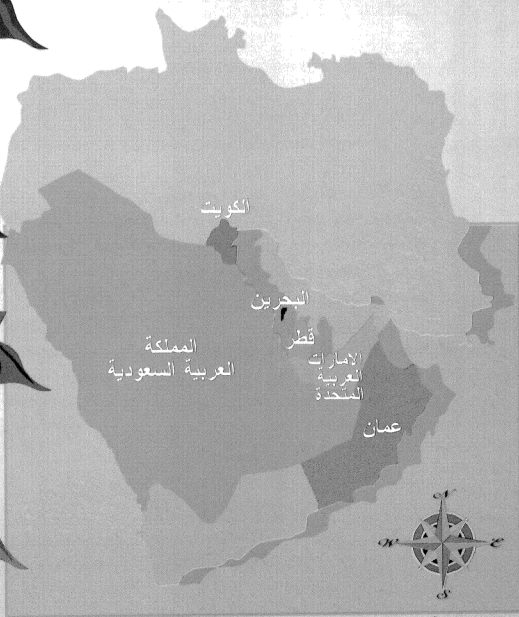 الكويت
البحرين
قطر
المملكة
العربية السعودية
الامارات
العربية
المتحدة
عمان
N
W
E
S